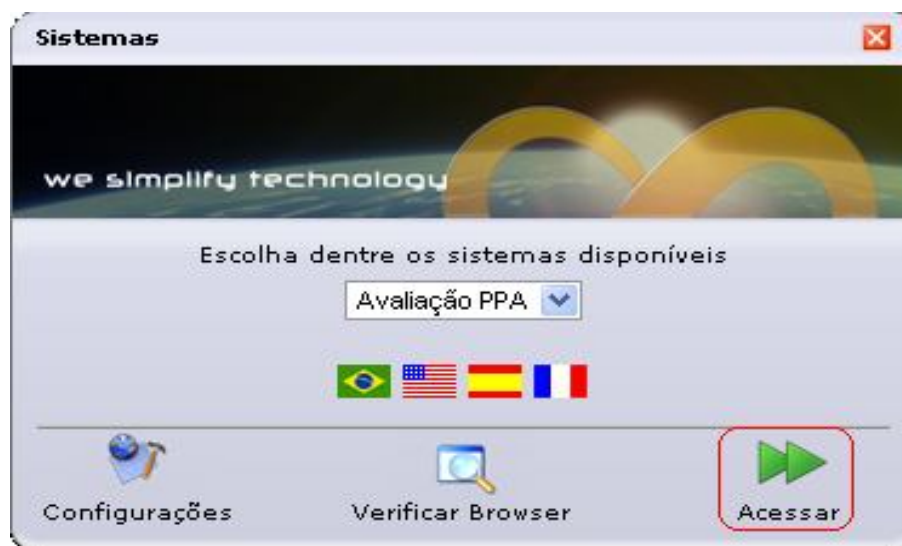 Sistemas
we simplify technology
Escolha dentre os sistemas disponíveis
Avaliação PPA
Configurações
Verificar Browser
Acessar